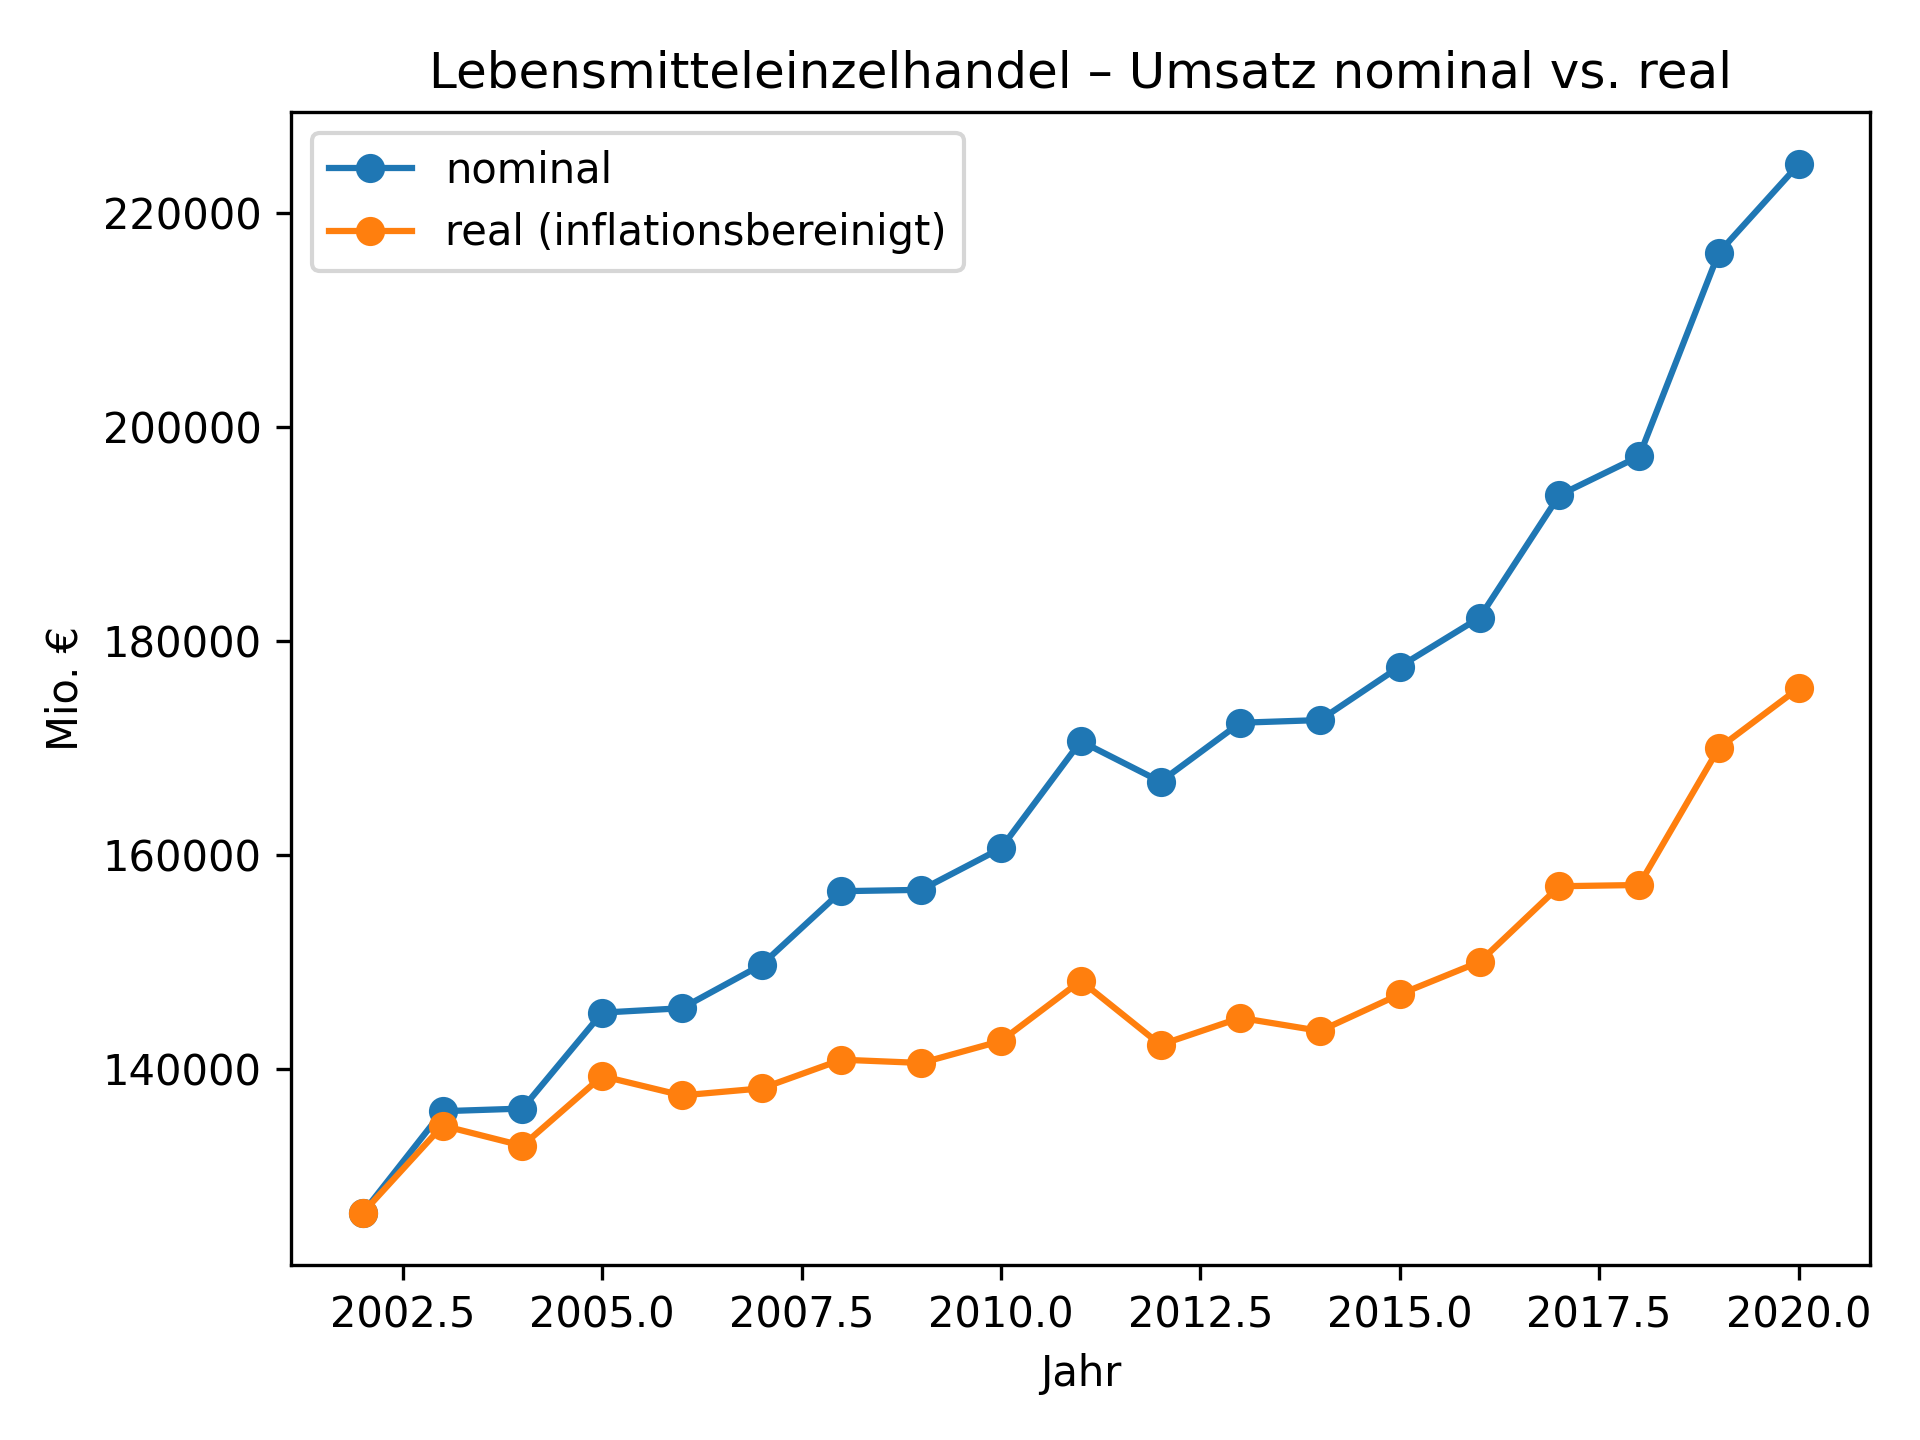 Lebensmitteleinzelhandel – Umsatz nominal vs. real
nominal
real (inflationsbereinigt)
220000
200000
180000
160000
140000
Mio. €
2002.5 2005.0 2007.5 2010.0 2012.5 2015.0 2017.5 2020.0
Jahr